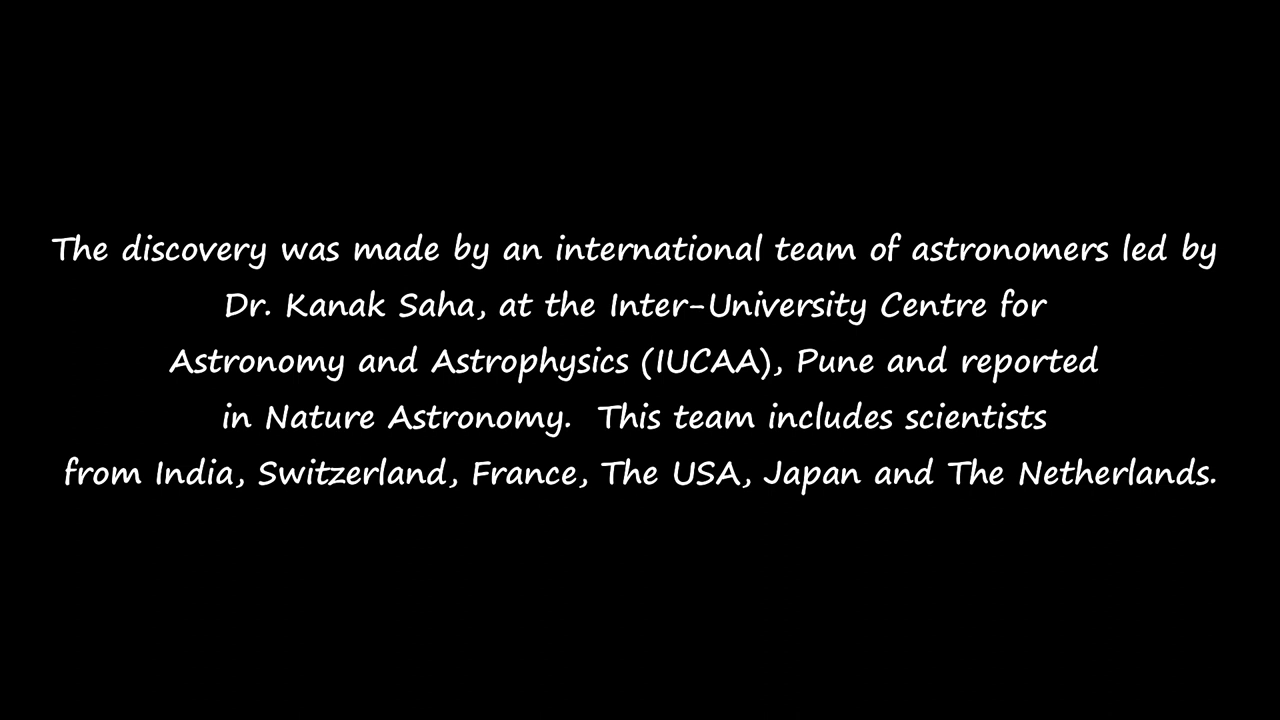 The discovery was made by an international team of astronomers led by
Dr. Kanak Saha, at the Inter-University Centre for
Astronomy and Astrophysics (IUCAA), Pune and reported
in Nature Astronomy.  This team includes scientists
from India, Switzerland, France, The USA, Japan and The Netherlands.